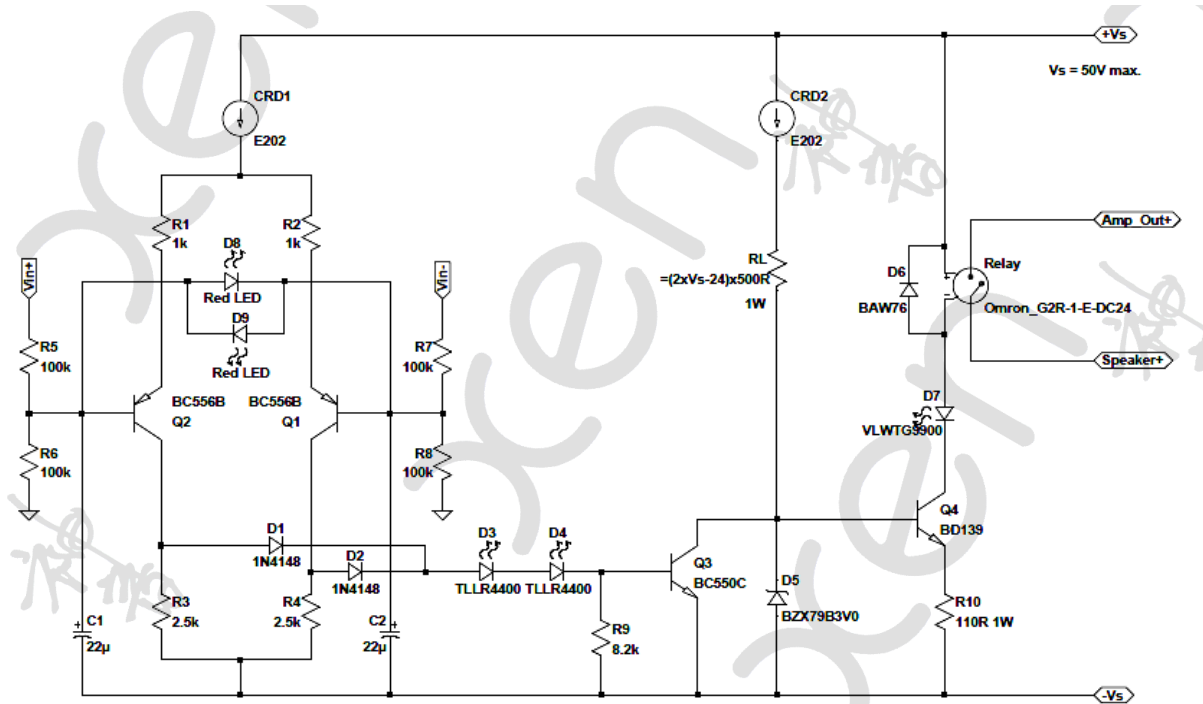 +Vs
Vs = 50V max.
CRD1
E202
CRD2
E202
R1
1k
R2
1k
D8
Red LED
D9
Red LED
Vin+
Vin-
RL
=(2xVs-24)x500R
1W
Amp_Out+
D6
BAW76
Relay
Omron_G2R-1-E-DC24
Speaker+
R5
100k
R7
100k
BC556B
Q2
BC556B
Q1
D7
VLWTG9900
R6
100k
R8
100k
D1
1N4148
D2
1N4148
D3
TLLR4400
D4
TLLR4400
Q3
BC550C
Q4
BD139
D5
BZX79B3V0
R3
2.5k
R4
2.5k
C1
22µ
C2
22µ
R9
8.2k
R10
110R 1W
-Vs
xen
xen
xen